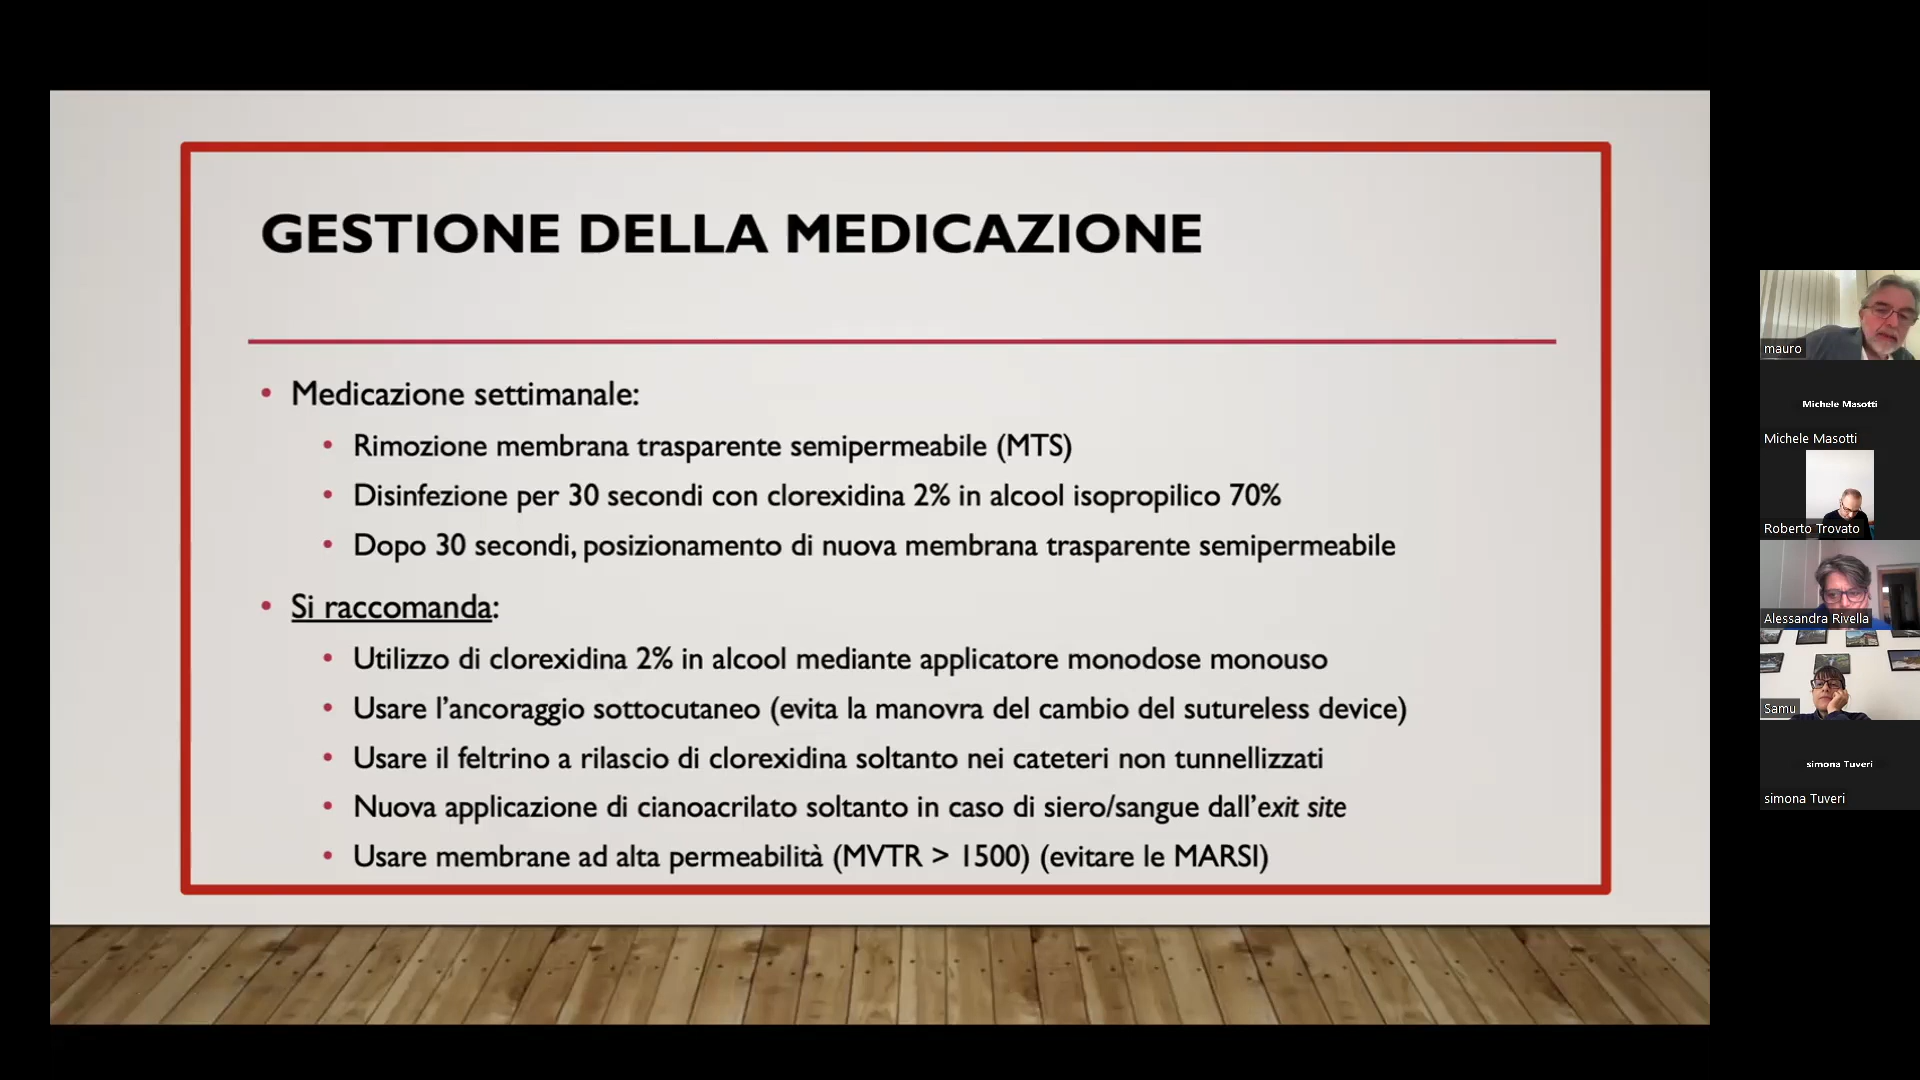 GESTIONE DELLA MEDICAZIONE
• Medicazione settimanale:
• Rimozione membrana trasparente semipermeabile (MTS)
• Disinfezione per 30 secondi con clorexidina 2% in alcool isopropilico 70%
• Dopo 30 secondi, posizionamento di nuova membrana trasparente semipermeabile
• Si raccomanda:
• Utilizzo di clorexidina 2% in alcool mediante applicatore monodose monouso
• Usare l’ancoraggio sottocutaneo (evita la manovra del cambio del sutureless device)
• Usare il feltrino a rilascio di clorexidina soltanto nei cateteri non tunnellizzati
• Nuova applicazione di cianoacrilato soltanto in caso di siero/sangue dall’exit site
• Usare membrane ad alta permeabilità (MVTR > 1500) (evitare le MARSI)
mauro
Michele Masotti
Michele Masotti
Roberto Trovato
Alessandra Rivella
Samu
simona Tuveri
simona Tuveri